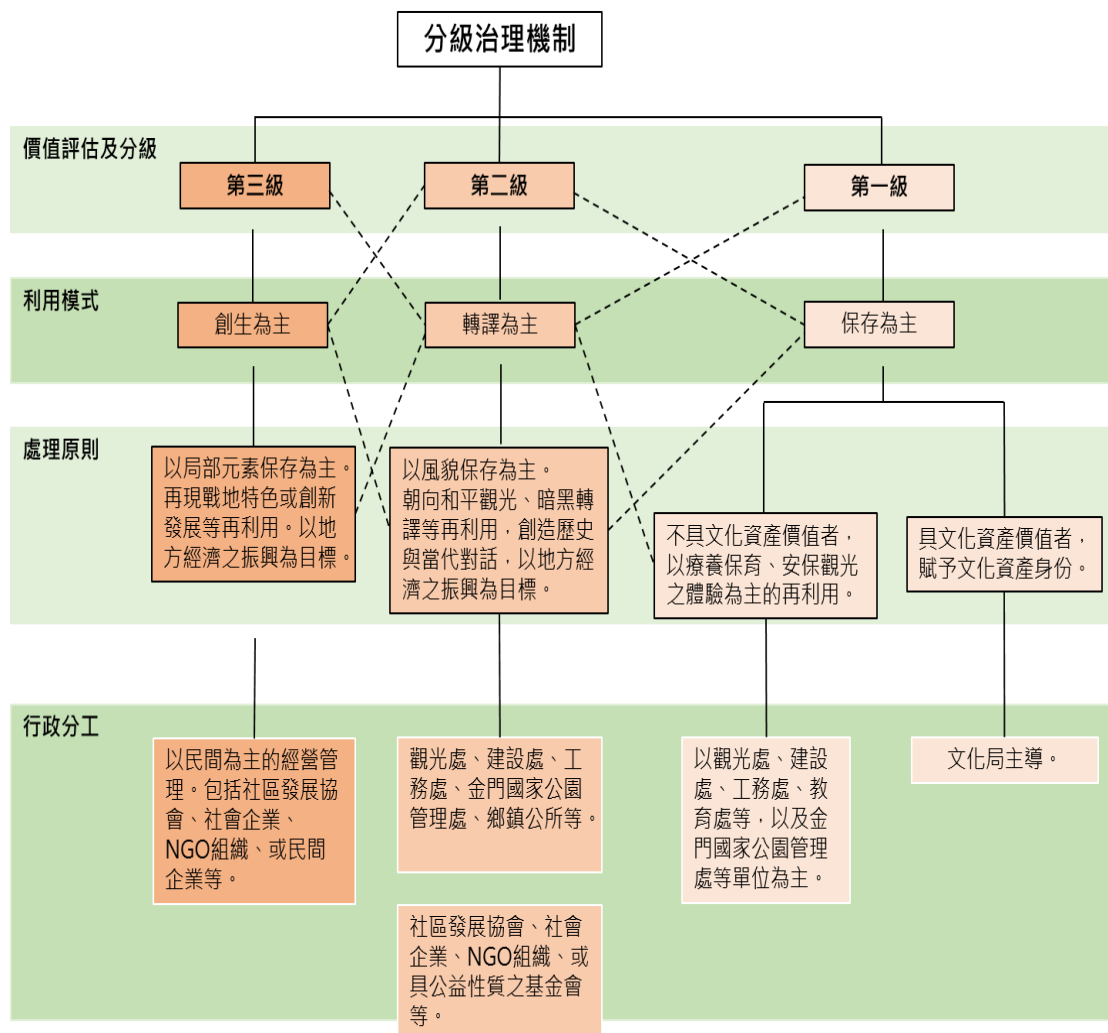 分級治理機制
價值評估及分級
第三級
第二級
第一級
利用模式
創生為主
轉譯為主
保存為主
處理原則
以局部元素保存為主。
再現戰地特色或創新
發展等再利用。以地
方經濟之振興為目標。
以風貌保存為主。
朝向和平觀光、暗黑轉
譯等再利用，創造歷史
與當代對話，以地方經
濟之振興為目標。
不具文化資產價值者，
以療養保育、安保觀光
之體驗為主的再利用。
具文化資產價值者，
賦予文化資產身份。
行政分工
以民間為主的經營管
理。包括社區發展協
會、社會企業、
NGO組織、或民間
企業等。
觀光處、建設處、工
務處、金門國家公園
管理處、鄉鎮公所等。
社區發展協會、社會
企業、NGO組織、或
具公益性質之基金會
等。
以觀光處、建設
處、工務處、教
育處等，以及金
門國家公園管理
處等單位為主。
文化局主導。